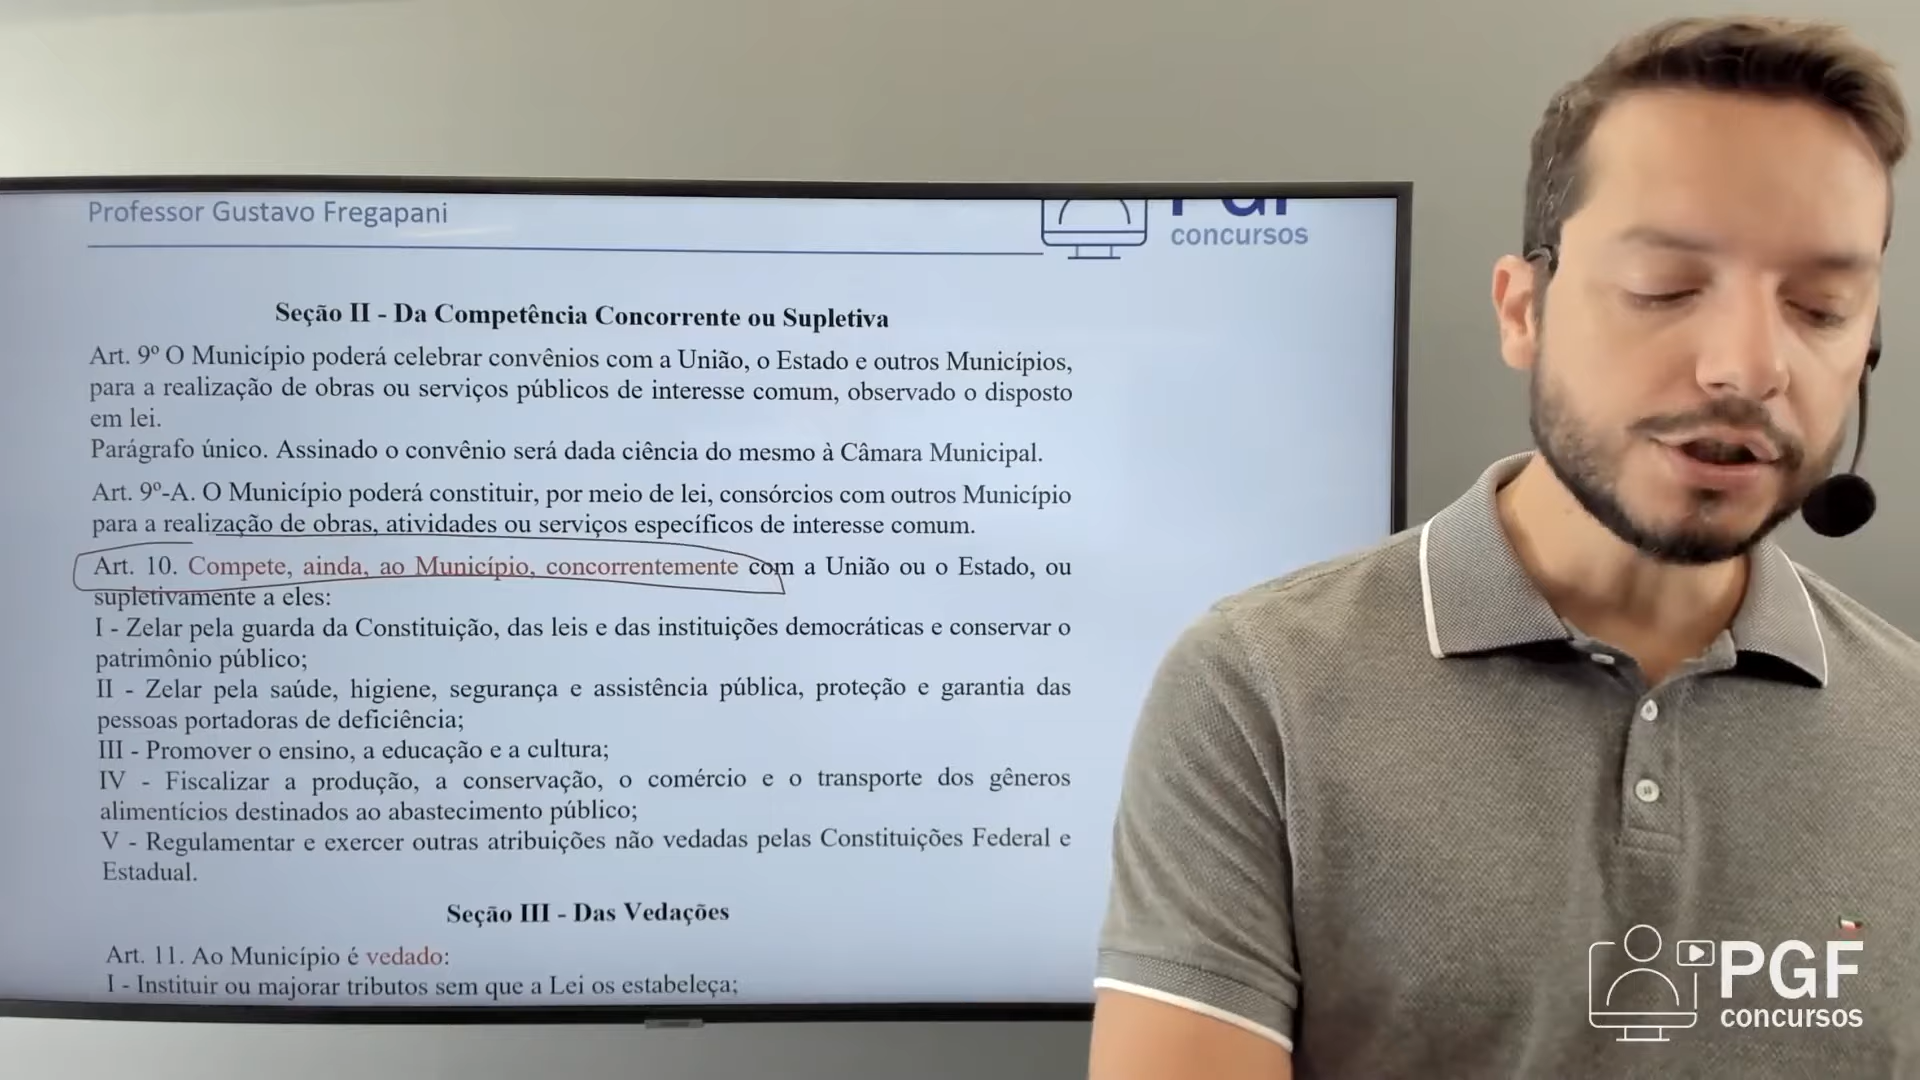 Professor Gustavo Fregapani
concursos
Seção II - Da Competência Concorrente ou Supletiva
Art. 9º O Município poderá celebrar convênios com a União, o Estado e outros Municípios,
para a realização de obras ou serviços públicos de interesse comum, observado o disposto
em lei.
Parágrafo único. Assinado o convênio será dada ciência do mesmo à Câmara Municipal.
Art. 9º-A. O Município poderá constituir, por meio de lei, consórcios com outros Município
para a realização de obras, atividades ou serviços específicos de interesse comum.
Art. 10. Compete, ainda, ao Município, concorrentemente com a União ou o Estado, ou
supletivamente a eles:
I - Zelar pela guarda da Constituição, das leis e das instituições democráticas e conservar o
patrimônio público;
II - Zelar pela saúde, higiene, segurança e assistência pública, proteção e garantia das
pessoas portadoras de deficiência;
III - Promover o ensino, a educação e a cultura;
IV - Fiscalizar a produção, a conservação, o comércio e o transporte dos gêneros
alimentícios destinados ao abastecimento público;
V - Regulamentar e exercer outras atribuições não vedadas pelas Constituições Federal e
Estadual.
Seção III - Das Vedações
Art. 11. Ao Município é vedado:
I - Instituir ou majorar tributos sem que a Lei os estabeleça;
PGF
concursos